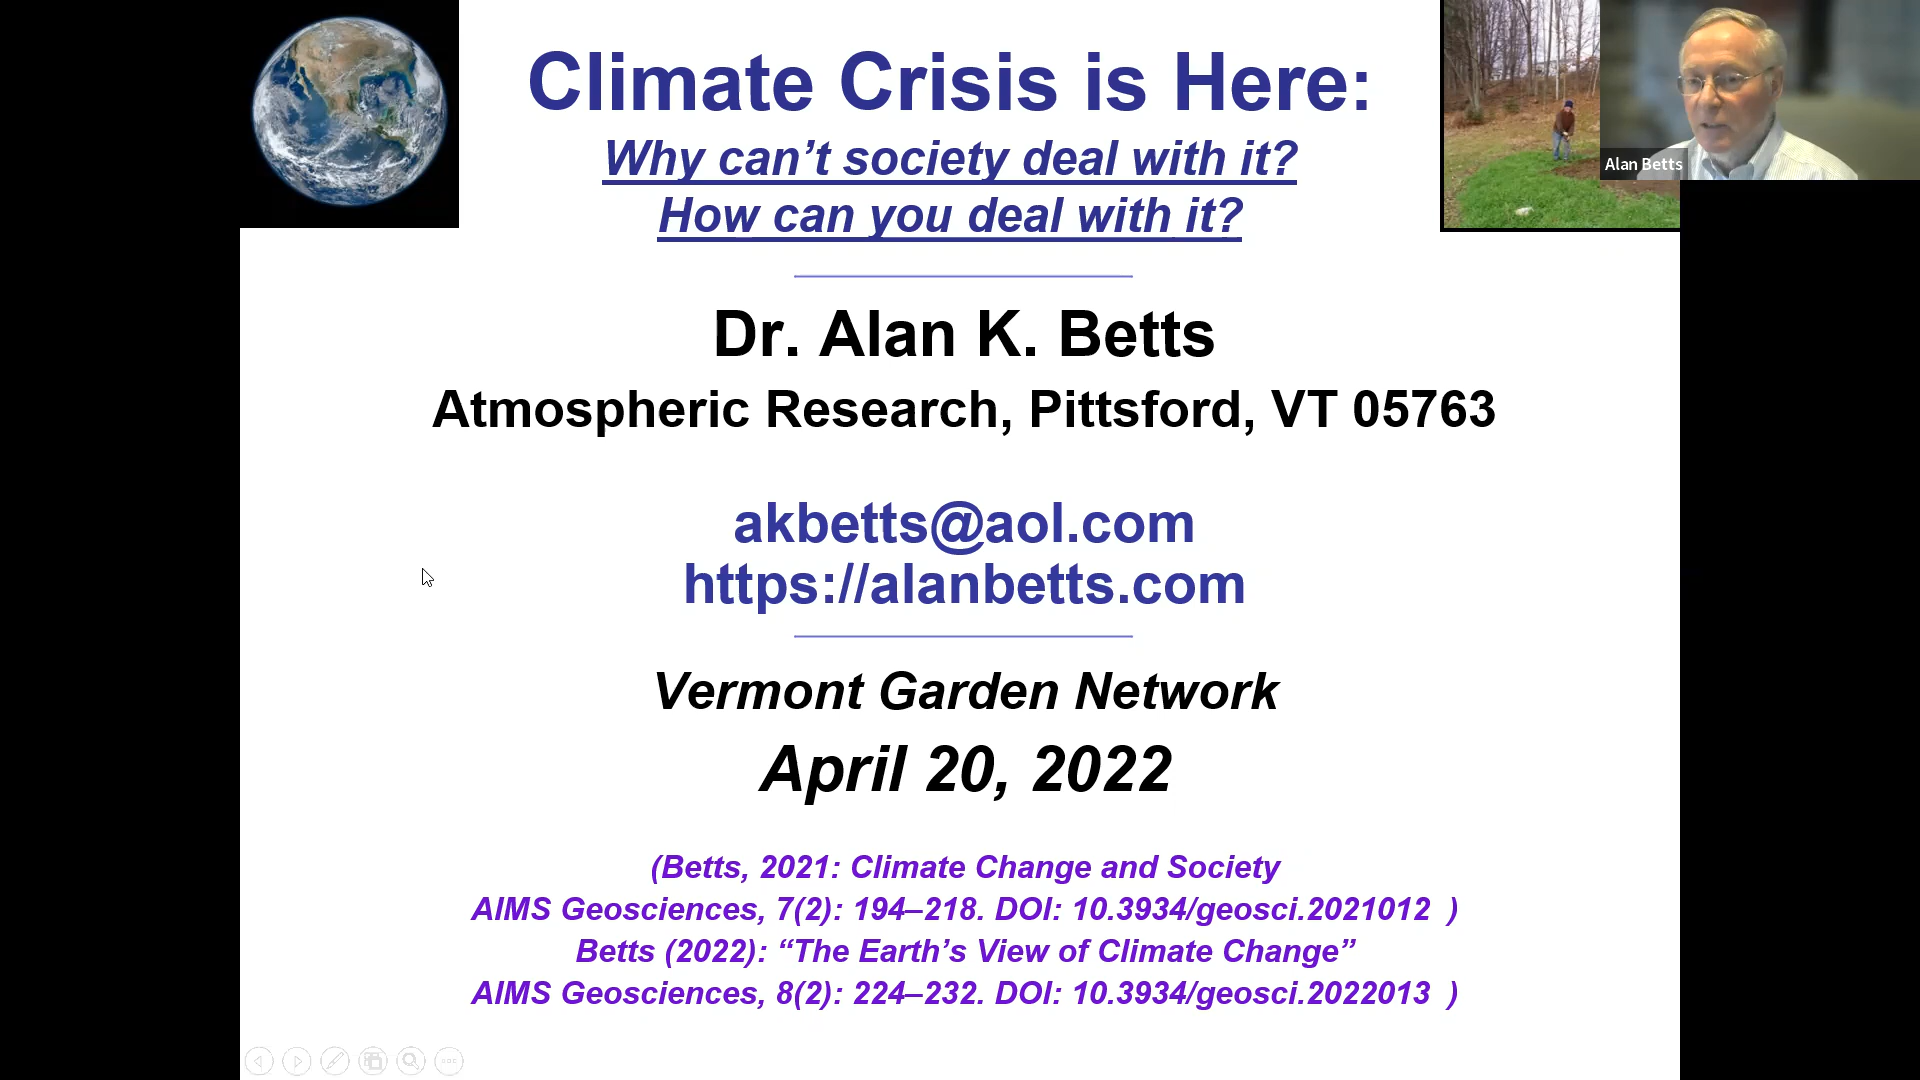 Climate Crisis is Here:
Why can’t society deal with it?
How can you deal with it?
Alan Betts
Dr. Alan K. Betts
Atmospheric Research, Pittsford, VT 05763
akbetts@aol.com
https://alanbetts.com
Vermont Garden Network
April 20, 2022
(Betts, 2021: Climate Change and Society
AIMS Geosciences, 7(2): 194–218. DOI: 10.3934/geosci.2021012 )
Betts (2022): “The Earth’s View of Climate Change”
AIMS Geosciences, 8(2): 224–232. DOI: 10.3934/geosci.2022013 )